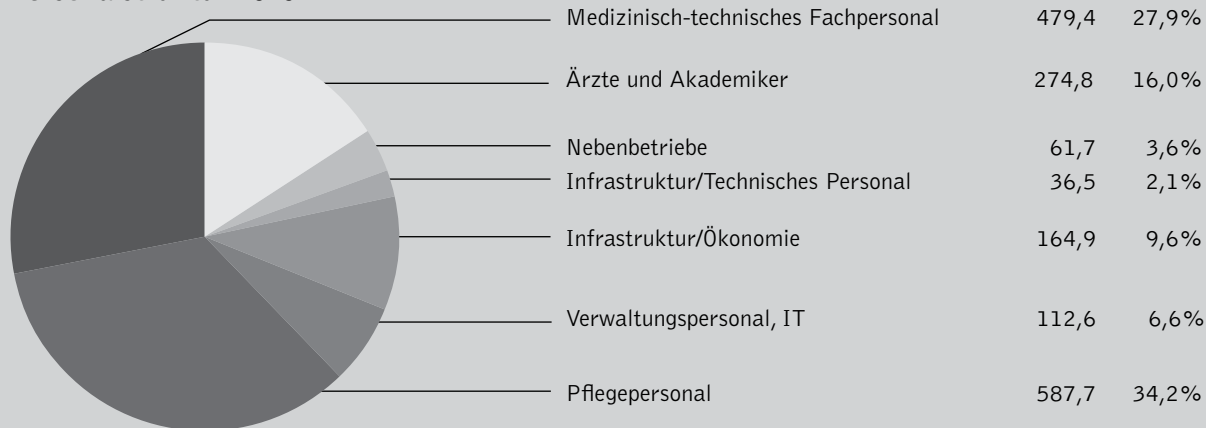 Medizinisch-technisches Fachpersonal 479,4 27,9%
Ärzte und Akademiker 274,8 16,0%
Nebenbetriebe 61,7 3,6%
Infrastruktur/Technisches Personal 36,5 2,1%
Infrastruktur/Ökonomie 164,9 9,6%
Verwaltungspersonal, IT 112,6 6,6%
Pflegepersonal 587,7 34,2%